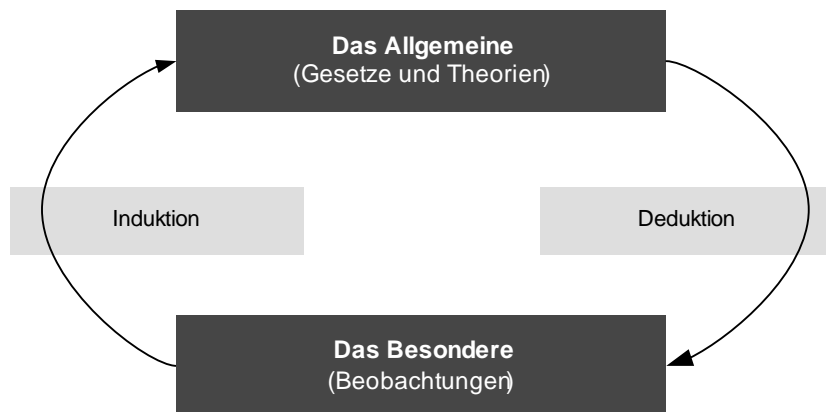 Das Allgemeine
(Gesetze und Theorien)
Induktion
Deduktion
Das Besondere
(Beobachtungen)